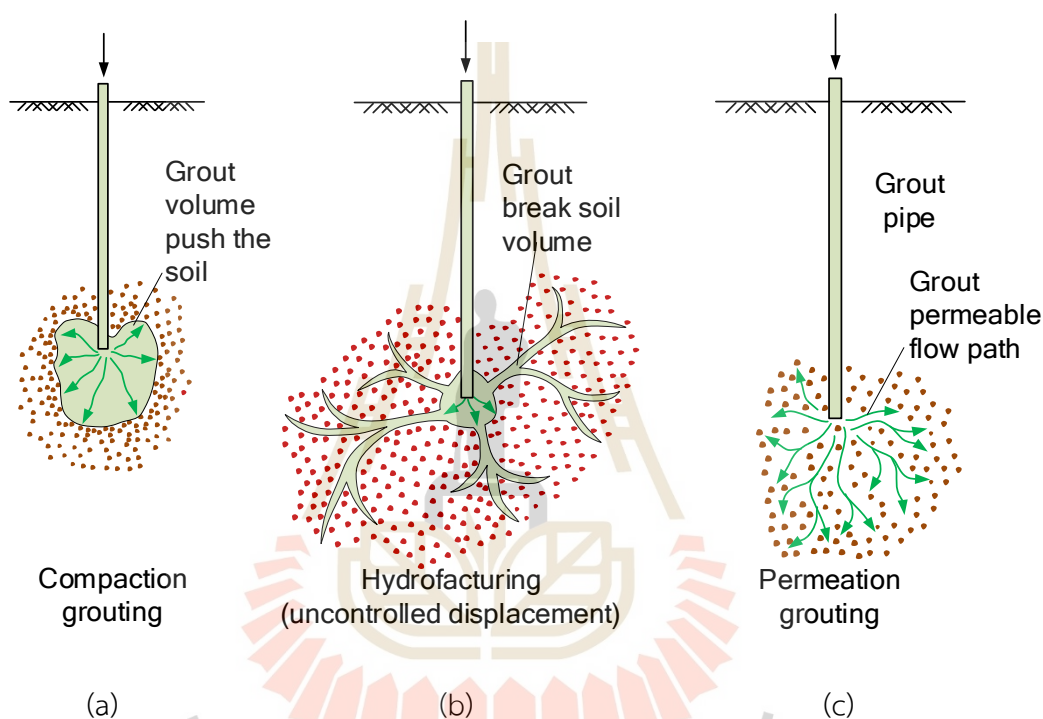 Grout
volume
push the
soil
Compaction
grouting
(a)
Grout
break soil
volume
Hydrofacturing
(uncontrolled displacement)
(b)
Grout
pipe
Grout
permeable
flow path
Permeation
grouting
(c)